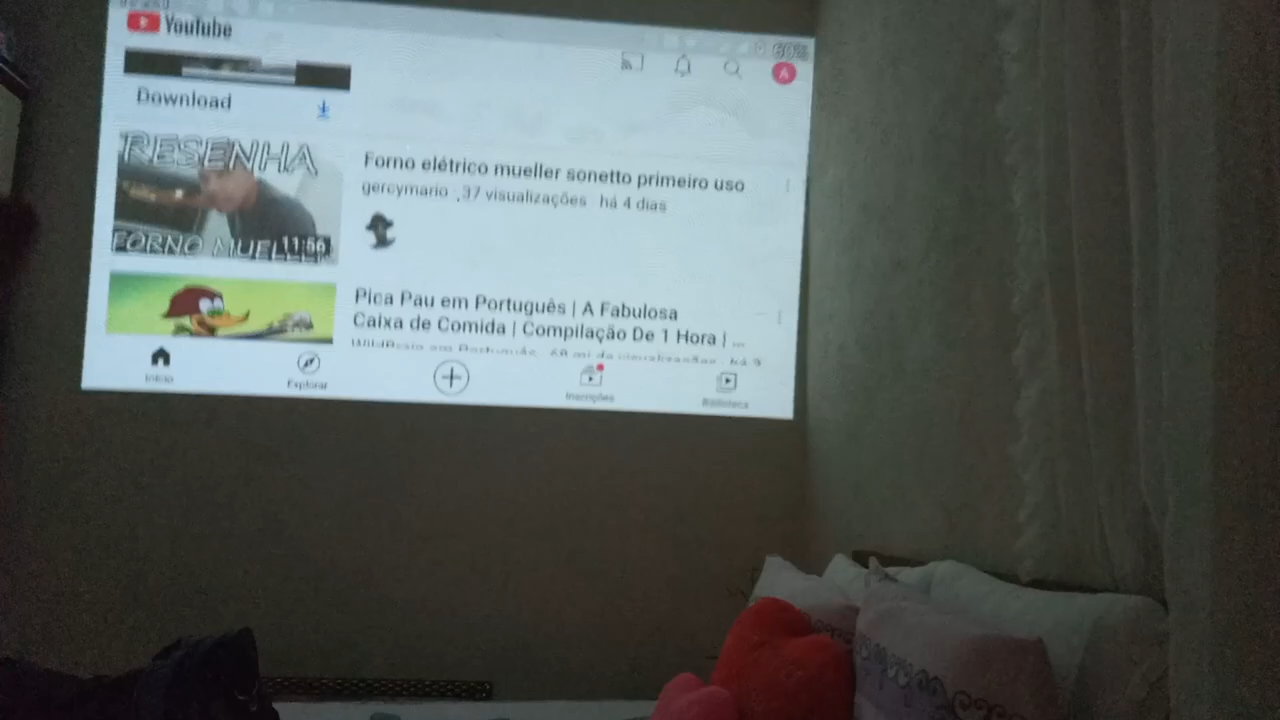 YouTube
60%
A
Download
RESENHA
FORNO MUELLER
11:56
Forno elétrico mueller sonetto primeiro uso
gercymario . 37 visualizações há 4 dias
Pica Pau em Português | A Fabulosa
Caixa de Comida | Compilação De 1 Hora | ...
Início
Explorar
Inscrições
Biblioteca